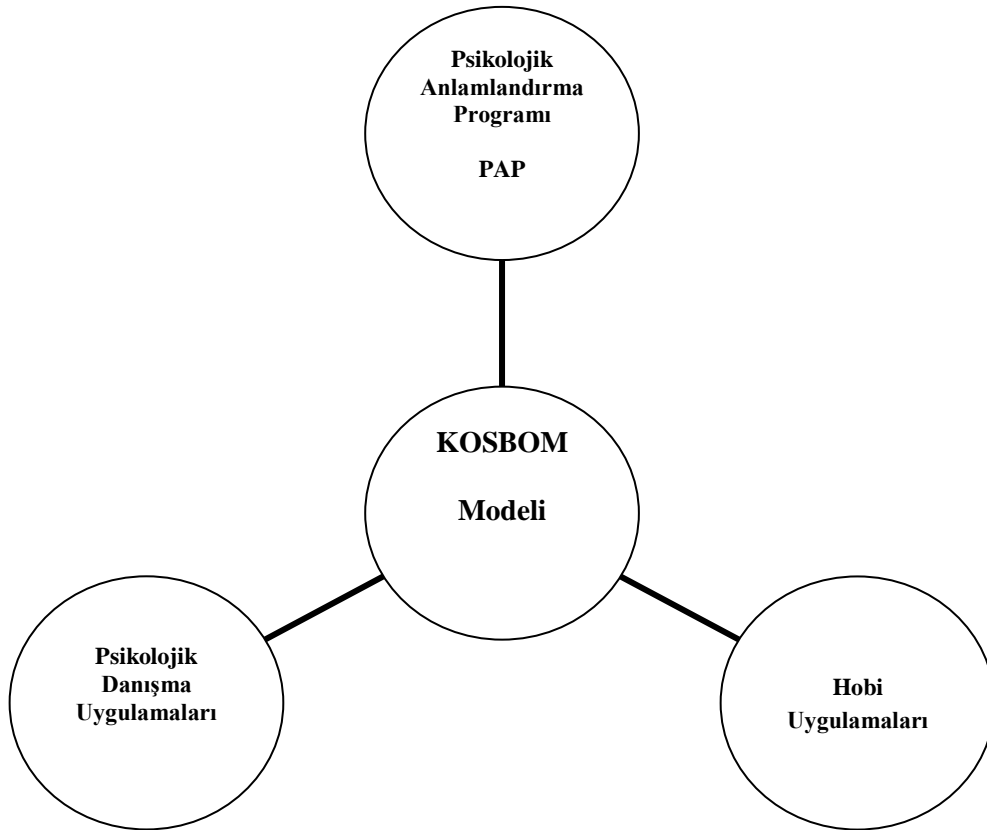 Psikolojik
Anlamlandırma
Programı
PAP
KOSBOM
Modeli
Psikolojik
Danışma
Uygulamaları
Hobi
Uygulamaları